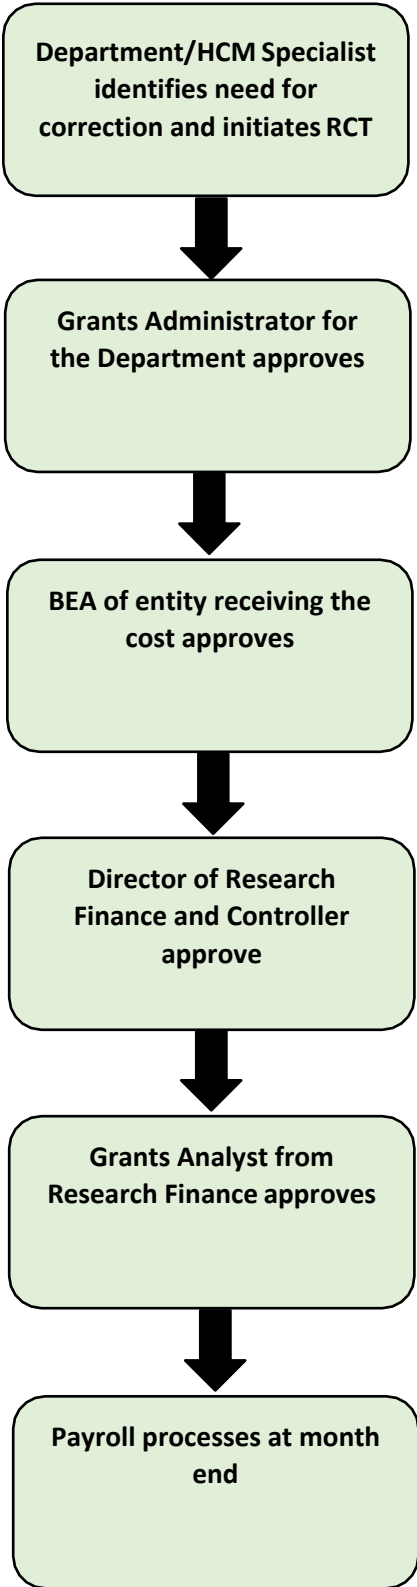 Department/HCM Specialist
identifies need for
correction and initiates RCT
Grants Administrator for
the Department approves
BEA of entity receiving the
cost approves
Director of Research
Finance and Controller
approve
Grants Analyst from
Research Finance approves
Payroll processes at month
end